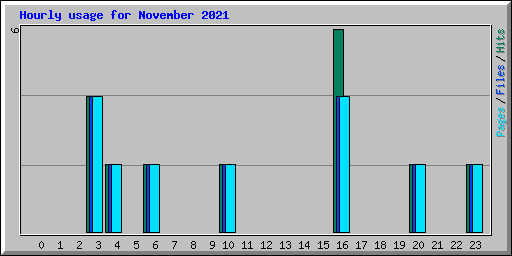 Hourly usage for November 2021
6
Pages/Files/Hits
0 1 2 3 4 5 6 7 8 9 10 11 12 13 14 15 16 17 18 19 20 21 22 23